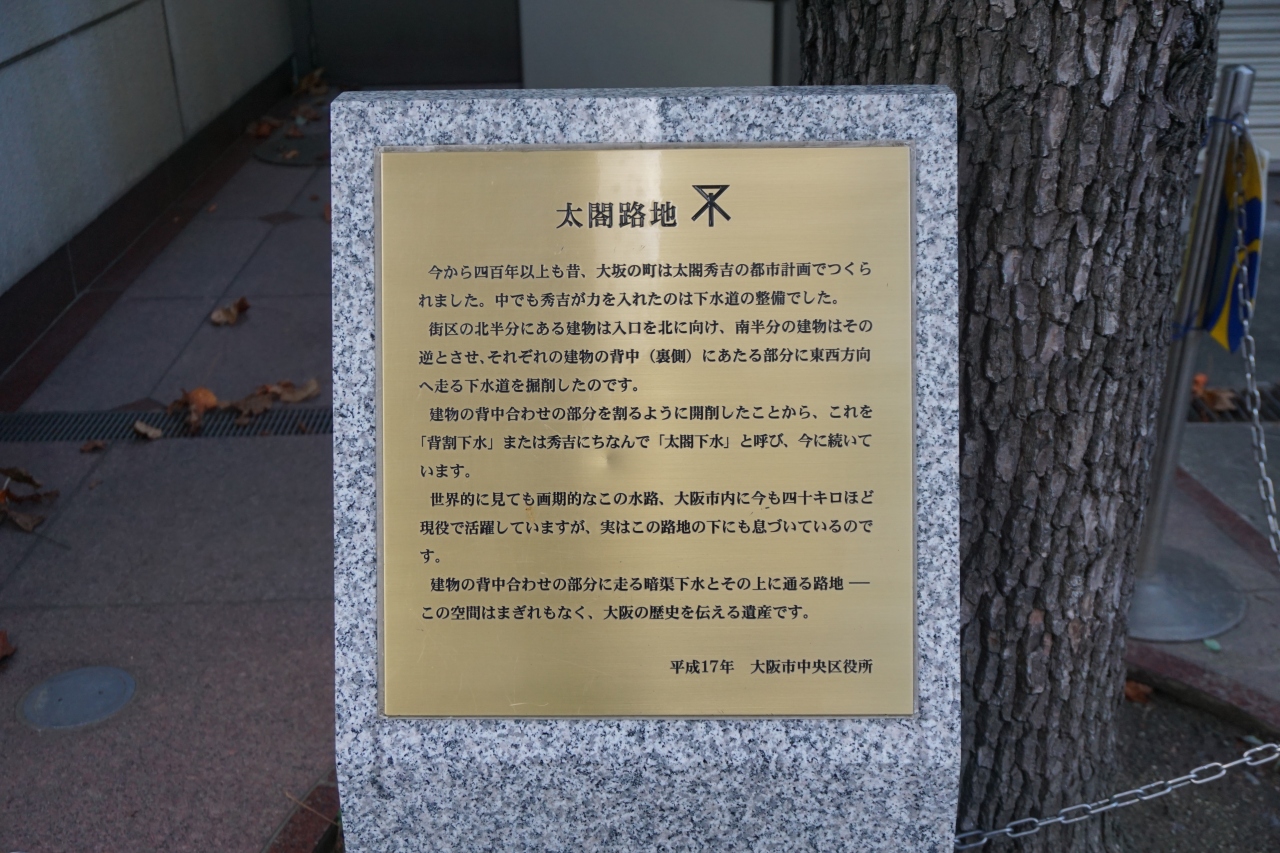 太閤路地
今から四百年以上も昔、大坂の町は太閤秀吉の都市計画でつくら
れました。中でも秀吉が力を入れたのは下水道の整備でした。
街区の北半分にある建物は入口を北に向け、南半分の建物はその
逆とさせ、それぞれの建物の背中（裏側）にあたる部分に東西方向
へ走る下水道を掘削したのです。
建物の背中合わせの部分を割るように開削したことから、これを
「背割下水」または秀吉にちなんで「太閤下水」と呼び、今に続いて
います。
世界的に見ても画期的なこの水路、大阪市内に今も四十キロほど
現役で活躍していますが、実はこの路地の下にも息づいているので
す。
建物の背中合わせの部分に走る暗渠下水とその上に通る路地 ──
この空間はまぎれもなく、大阪の歴史を伝える遺産です。
平成17年　大阪市中央区役所